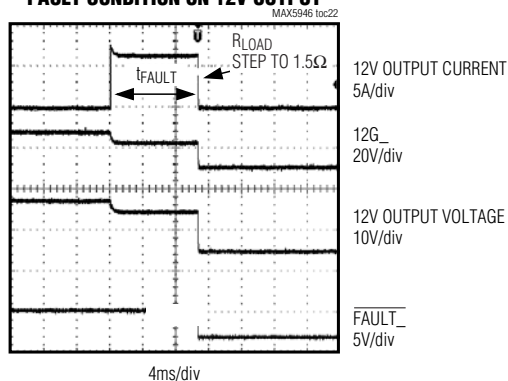 FAULT CONDITION ON 12V OUTPUT
MAX5946 toc22
RLOAD
STEP TO 1.5Ω
tFAULT
12V OUTPUT CURRENT
5A/div
12G_
20V/div
12V OUTPUT VOLTAGE
10V/div
FAULT_
5V/div
4ms/div